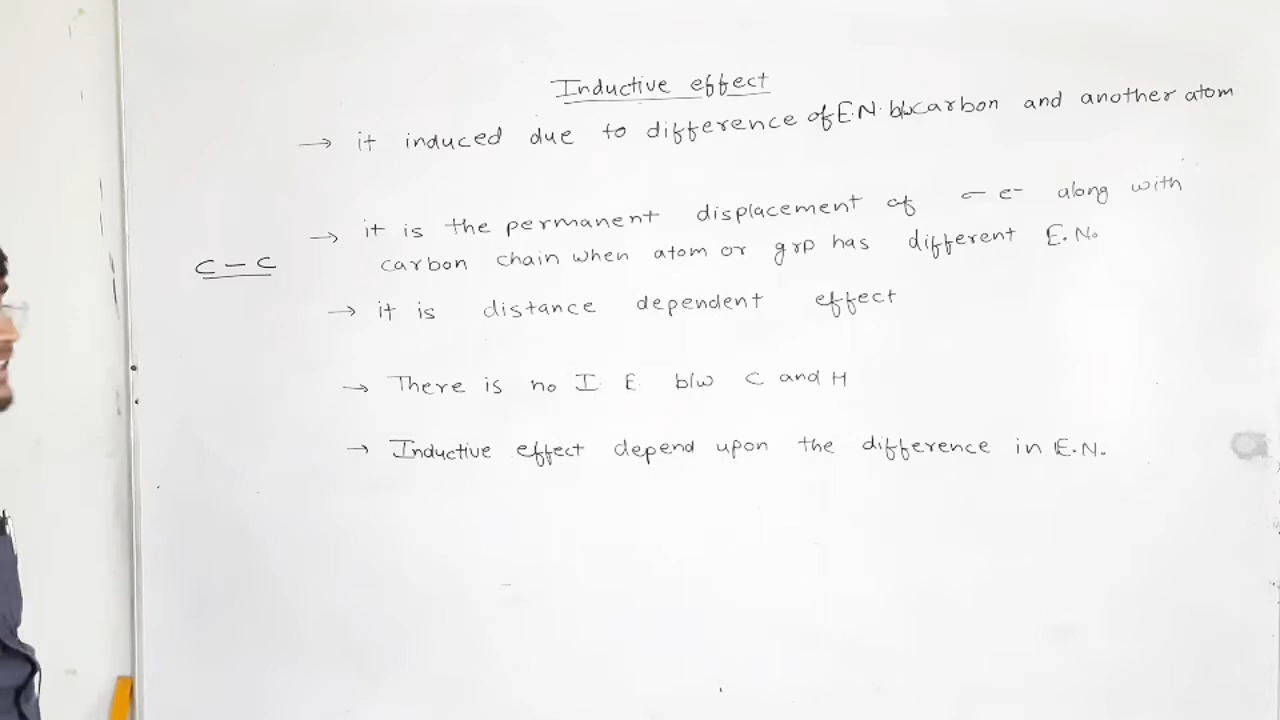 Inductive effect
→ it induced due to difference of E.N. b/w carbon and another atom
→ it is the permanent displacement of σ e⁻ along with
carbon chain when atom or grp has different E.N.
C - C
→ it is distance dependent effect
→ There is no I. E. b/w C and H
→ Inductive effect depend upon the difference in E.N.